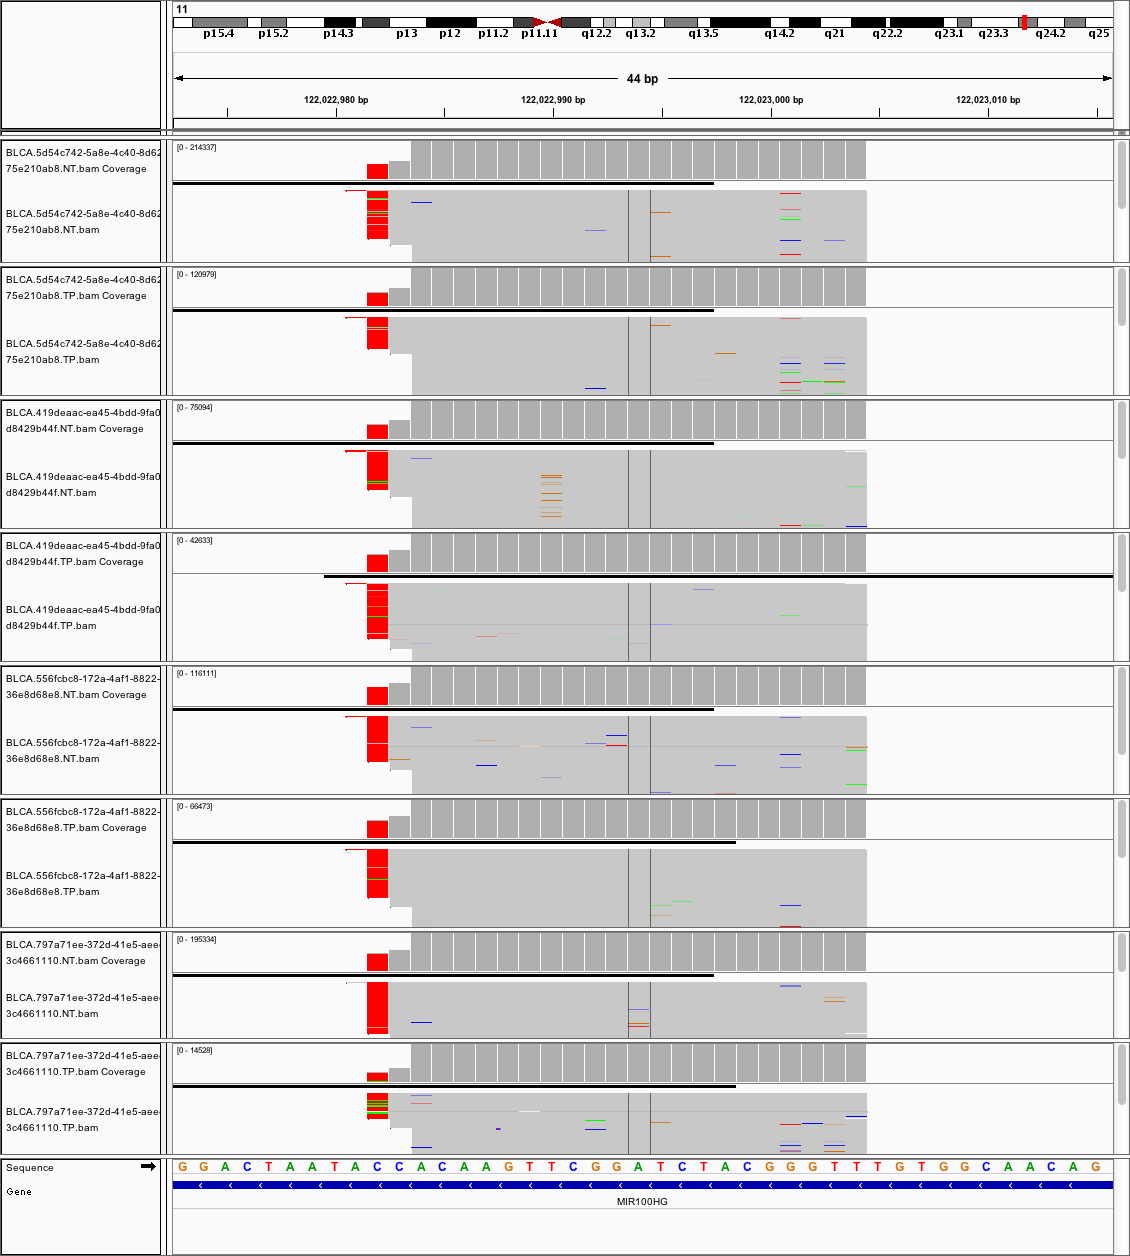 11
p15.4 p15.2 p14.3 p13 p12 p11.2 p11.11 q12.2 q13.2 q13.5 q14.2 q21 q22.2 q23.1 q23.3 q24.2 q25
44 bp
122,022,980 bp 122,022,990 bp 122,023,000 bp 122,023,010 bp
[0 - 214337]
BLCA.5d54c742-5a8e-4c40-8d62
75e210ab8.NT.bam Coverage
BLCA.5d54c742-5a8e-4c40-8d62
75e210ab8.NT.bam
[0 - 120979]
BLCA.5d54c742-5a8e-4c40-8d62
75e210ab8.TP.bam Coverage
BLCA.5d54c742-5a8e-4c40-8d62
75e210ab8.TP.bam
[0 - 75094]
BLCA.419deaac-ea45-4bdd-9fa0
d8429b44f.NT.bam Coverage
BLCA.419deaac-ea45-4bdd-9fa0
d8429b44f.NT.bam
[0 - 42633]
BLCA.419deaac-ea45-4bdd-9fa0
d8429b44f.TP.bam Coverage
BLCA.419deaac-ea45-4bdd-9fa0
d8429b44f.TP.bam
[0 - 116111]
BLCA.556fcbc8-172a-4af1-8822-
36e8d68e8.NT.bam Coverage
BLCA.556fcbc8-172a-4af1-8822-
36e8d68e8.NT.bam
[0 - 66473]
BLCA.556fcbc8-172a-4af1-8822-
36e8d68e8.TP.bam Coverage
BLCA.556fcbc8-172a-4af1-8822-
36e8d68e8.TP.bam
[0 - 195334]
BLCA.797a71ee-372d-41e5-aee
3c4661110.NT.bam Coverage
BLCA.797a71ee-372d-41e5-aee
3c4661110.NT.bam
[0 - 14528]
BLCA.797a71ee-372d-41e5-aee
3c4661110.TP.bam Coverage
BLCA.797a71ee-372d-41e5-aee
3c4661110.TP.bam
Sequence G G A C T A A T A C C A C A A G T T C G G A T C T A C G G G T T T G T G G C A A C A G
Gene
MIR100HG